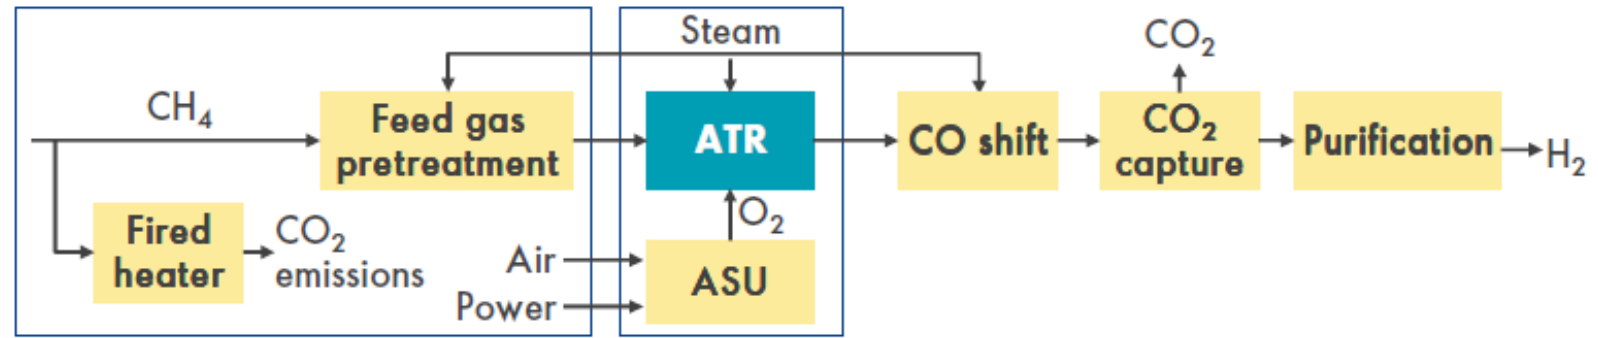 Steam
CO₂
CH₄
Feed gas
pretreatment
ATR
CO shift
CO₂
capture
Purification
H₂
Fired
heater
CO₂
emissions
O₂
Air
Power
ASU